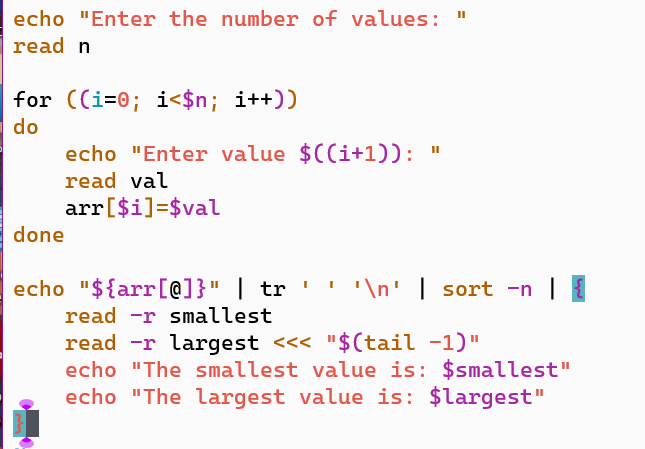 echo "Enter the number of values: "
read n

for ((i=0; i<$n; i++))
do
    echo "Enter value $((i+1)): "
    read val
    arr[$i]=$val
done

echo "${arr[@]}" | tr ' ' '\n' | sort -n | {
    read -r smallest
    read -r largest <<< "$(tail -1)"
    echo "The smallest value is: $smallest"
    echo "The largest value is: $largest"
}